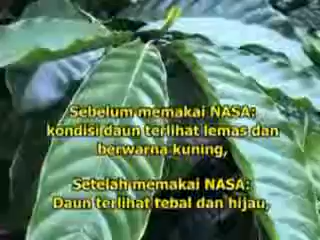 Sebelum memakai NASA:
kondisi daun terlihat lemas dan
berwarna kuning,
Setelah memakai NASA:
Daun terlihat tebal dan hijau,